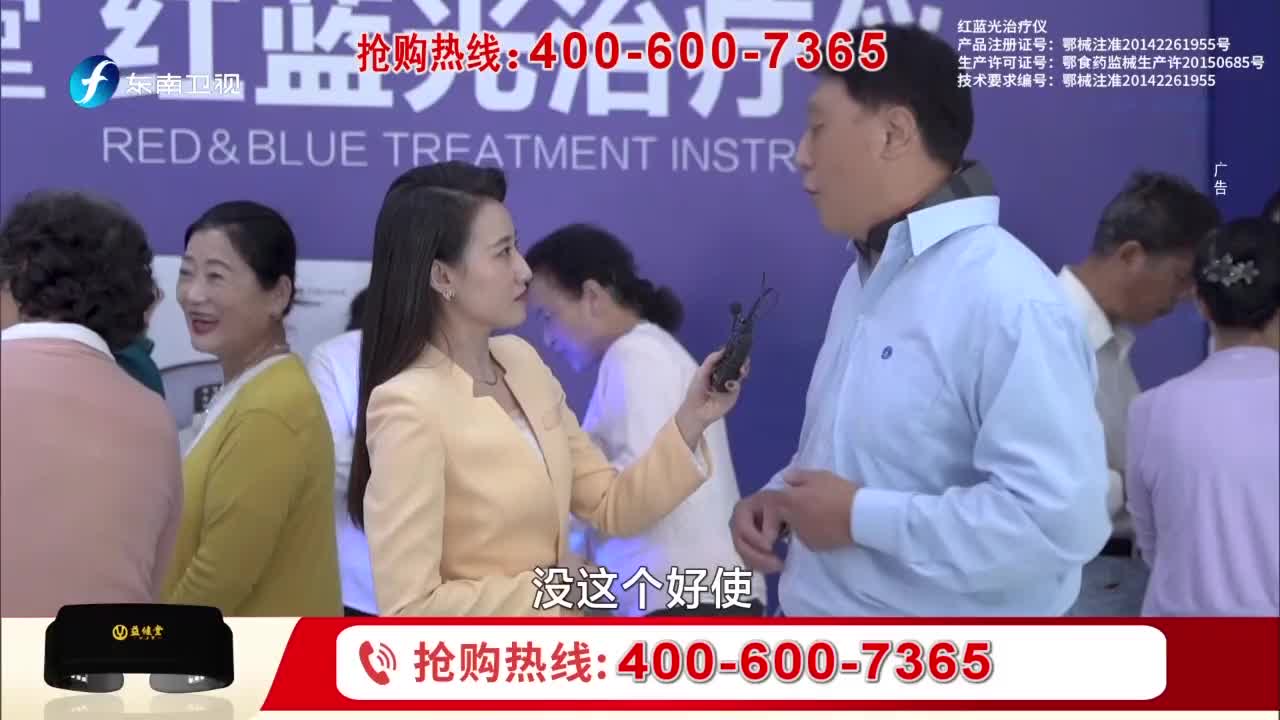 红蓝光治疗仪
抢购热线:400-600-7365
红蓝光治疗仪
产品注册证号：鄂械注准20142261955号
生产许可证号：鄂食药监械生产许20150685号
技术要求编号：鄂械注准20142261955
东南卫视
RED&BLUE TREATMENT INSTR
广告
没这个好使
抢购热线:400-600-7365